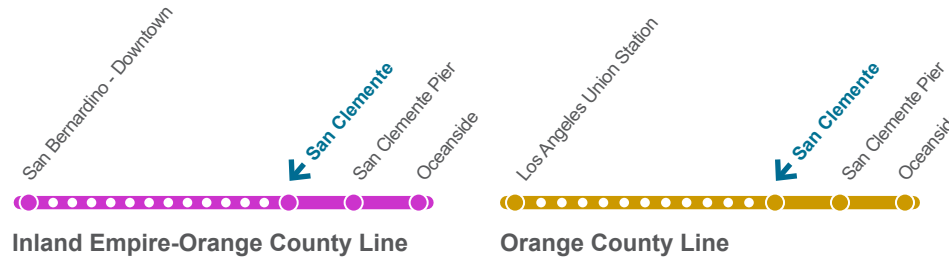 San Bernardino - Downtown
San Clemente
San Clemente Pier
Oceanside
Inland Empire-Orange County Line
Los Angeles Union Station
San Clemente
San Clemente Pier
Oceansid
Orange County Line